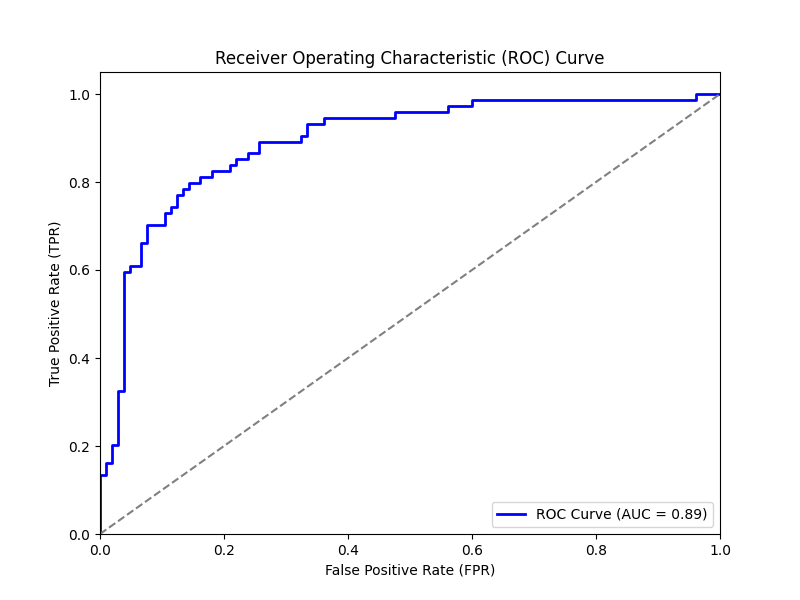 Receiver Operating Characteristic (ROC) Curve
1.0
0.8
0.6
0.4
0.2
0.0
True Positive Rate (TPR)
ROC Curve (AUC = 0.89)
0.0 0.2 0.4 0.6 0.8 1.0
False Positive Rate (FPR)